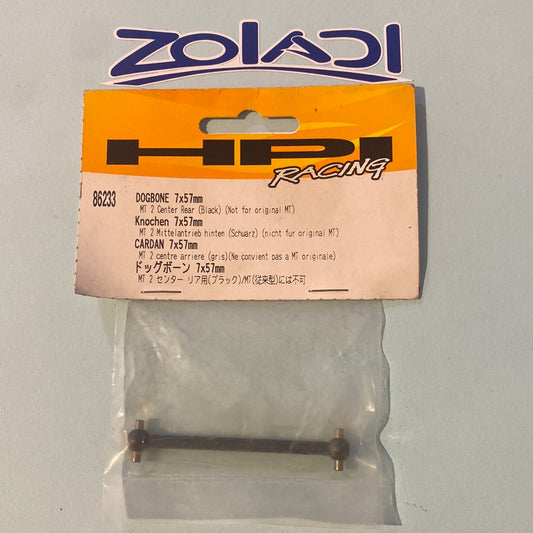 ZOIADI
HPI
RACING
86233
DOGBONE 7x57mm
MT 2 Center Rear (Black) (Not for original MT)
Knochen 7x57mm
MT 2 Mittelantrieb hinten (Schwarz) (nicht fur original MT)
CARDAN 7x57mm
MT 2 centre arriere (gris)(Ne convient pas a MT originale)
ドッグボーン 7x57mm
MT 2 センター リア用(ブラック)/MT(従来型)には不可